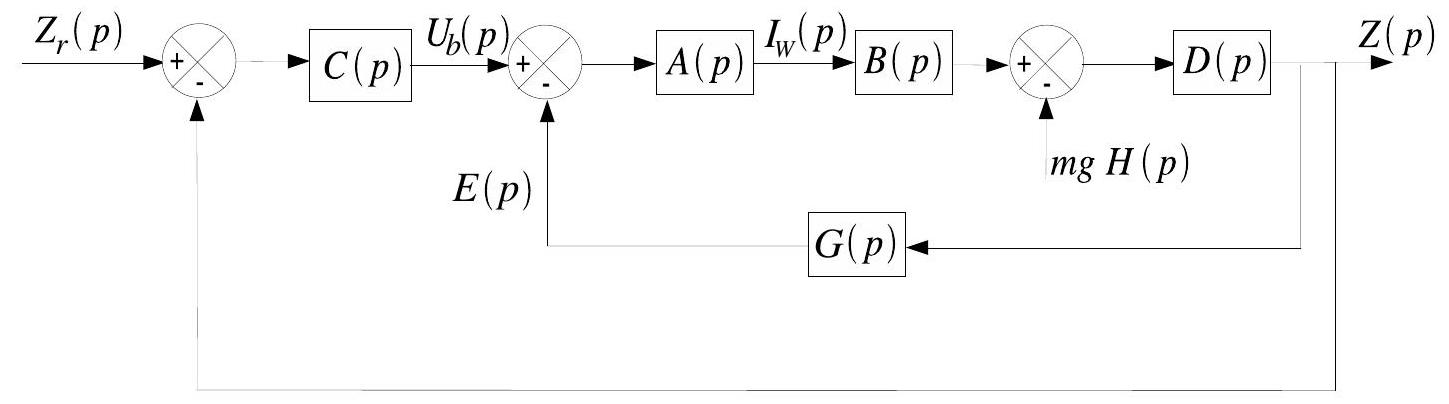 Z_r(p) + - C(p) U_b(p) + - A(p) I_W(p) B(p) + - D(p) Z(p)
mg H(p)
E(p)
G(p)